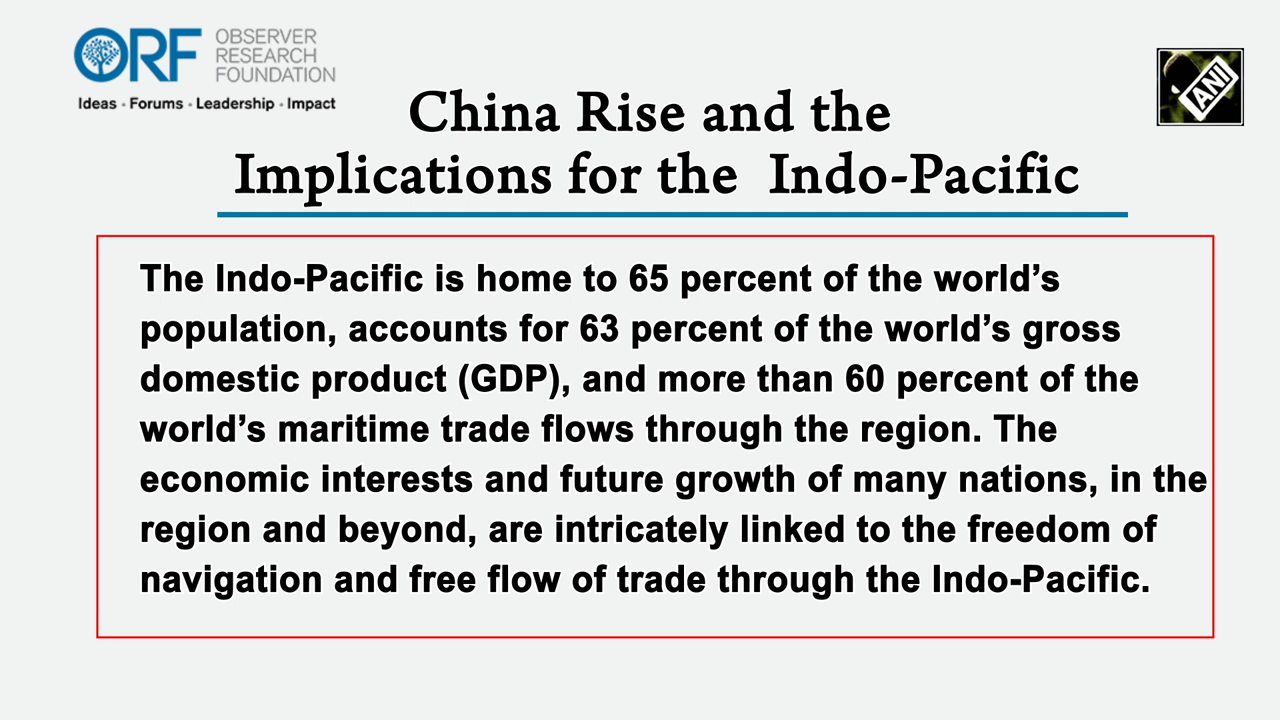 ORF
OBSERVER
RESEARCH
FOUNDATION
Ideas • Forums • Leadership • Impact
ANI
China Rise and the
Implications for the Indo-Pacific
The Indo-Pacific is home to 65 percent of the world’s
population, accounts for 63 percent of the world’s gross
domestic product (GDP), and more than 60 percent of the
world’s maritime trade flows through the region. The
economic interests and future growth of many nations, in the
region and beyond, are intricately linked to the freedom of
navigation and free flow of trade through the Indo-Pacific.